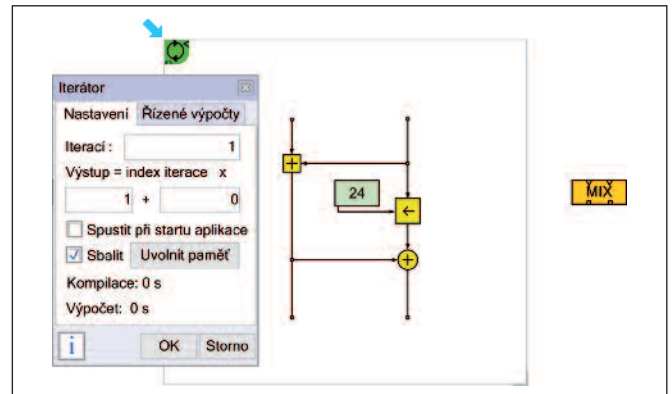 Iterátor
Nastavení Řízené výpočty
Iterací : 1
Výstup = index iterace x
1 + 0
Spustit při startu aplikace
Sbalit Uvolnit paměť
Kompilace: 0 s
Výpočet: 0 s
i OK Storno
+
24
←
+
MIX